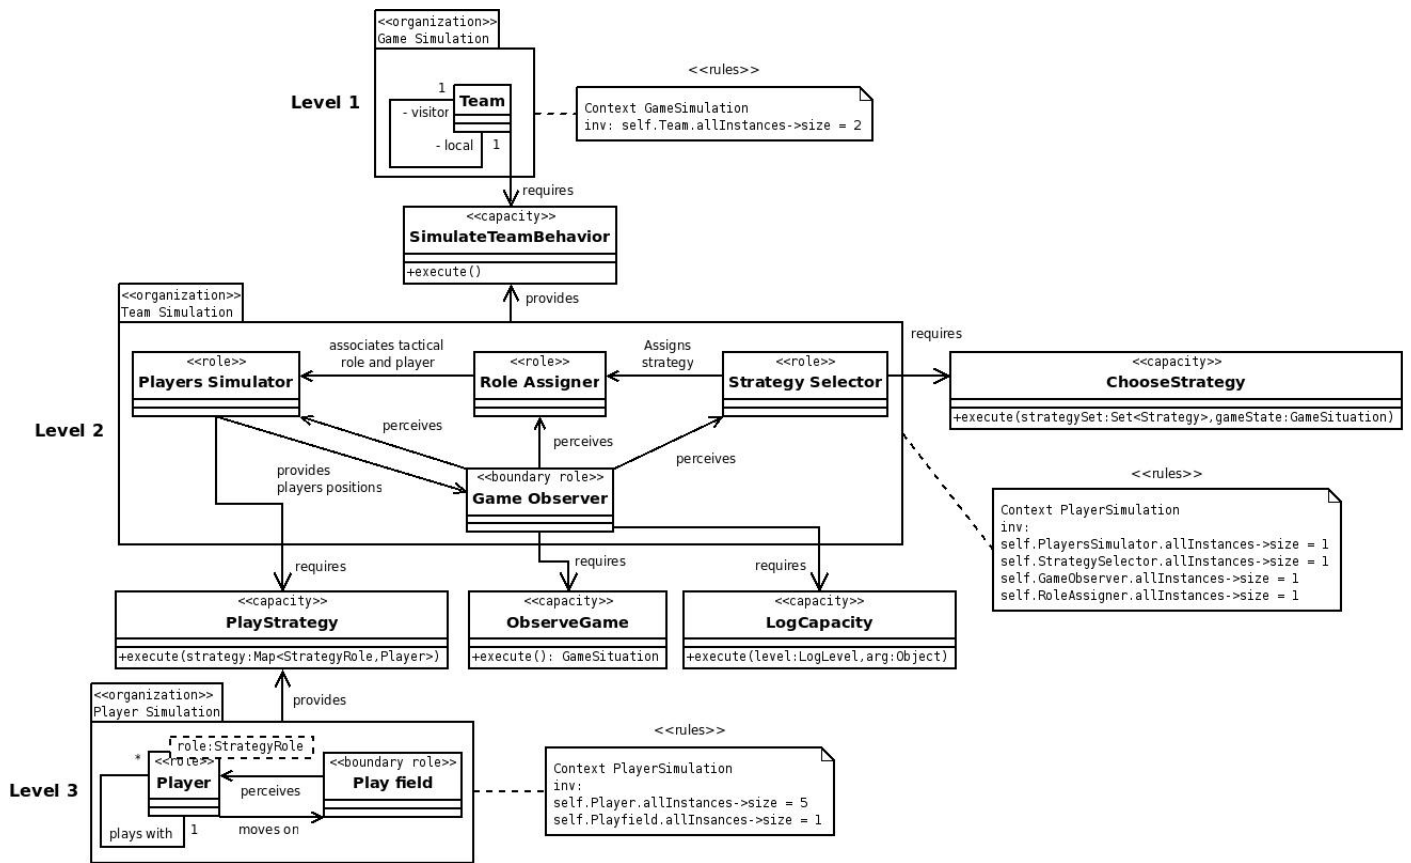 <<organization>>
Game Simulation
<<rules>>
Level 1
1
Team
- visitor
- local
1
Context GameSimulation
inv: self.Team.allInstances->size = 2
requires
<<capacity>>
SimulateTeamBehavior
+execute()
provides
<<organization>>
Team Simulation
requires
Level 2
<<role>>
Players Simulator
associates tactical
role and player
<<role>>
Role Assigner
Assigns
strategy
<<role>>
Strategy Selector
<<capacity>>
ChooseStrategy
+execute(strategySet:Set<Strategy>,gameState:GameSituation)
perceives
perceives
perceives
provides
players positions
<<boundary role>>
Game Observer
<<rules>>
Context PlayerSimulation
inv:
self.PlayersSimulator.allInstances->size = 1
self.StrategySelector.allInstances->size = 1
self.GameObserver.allInstances->size = 1
self.RoleAssigner.allInstances->size = 1
requires
requires
requires
<<capacity>>
PlayStrategy
+execute(strategy:Map<StrategyRole,Player>)
<<capacity>>
ObserveGame
+execute(): GameSituation
<<capacity>>
LogCapacity
+execute(level:LogLevel,arg:Object)
provides
<<organization>>
Player Simulation
<<rules>>
Level 3
*
role:StrategyRole
<<role>>
Player
perceives
moves on
<<boundary role>>
Play field
plays with
1
Context PlayerSimulation
inv:
self.Player.allInstances->size = 5
self.Playfield.allInsances->size = 1